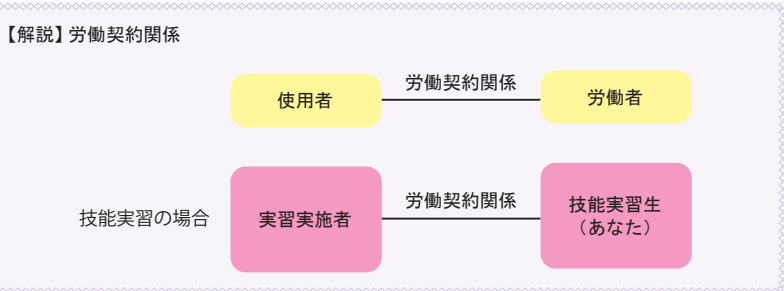 【解説】労働契約関係
使用者
労働契約関係
労働者
技能実習の場合
実習実施者
労働契約関係
技能実習生
（あなた）